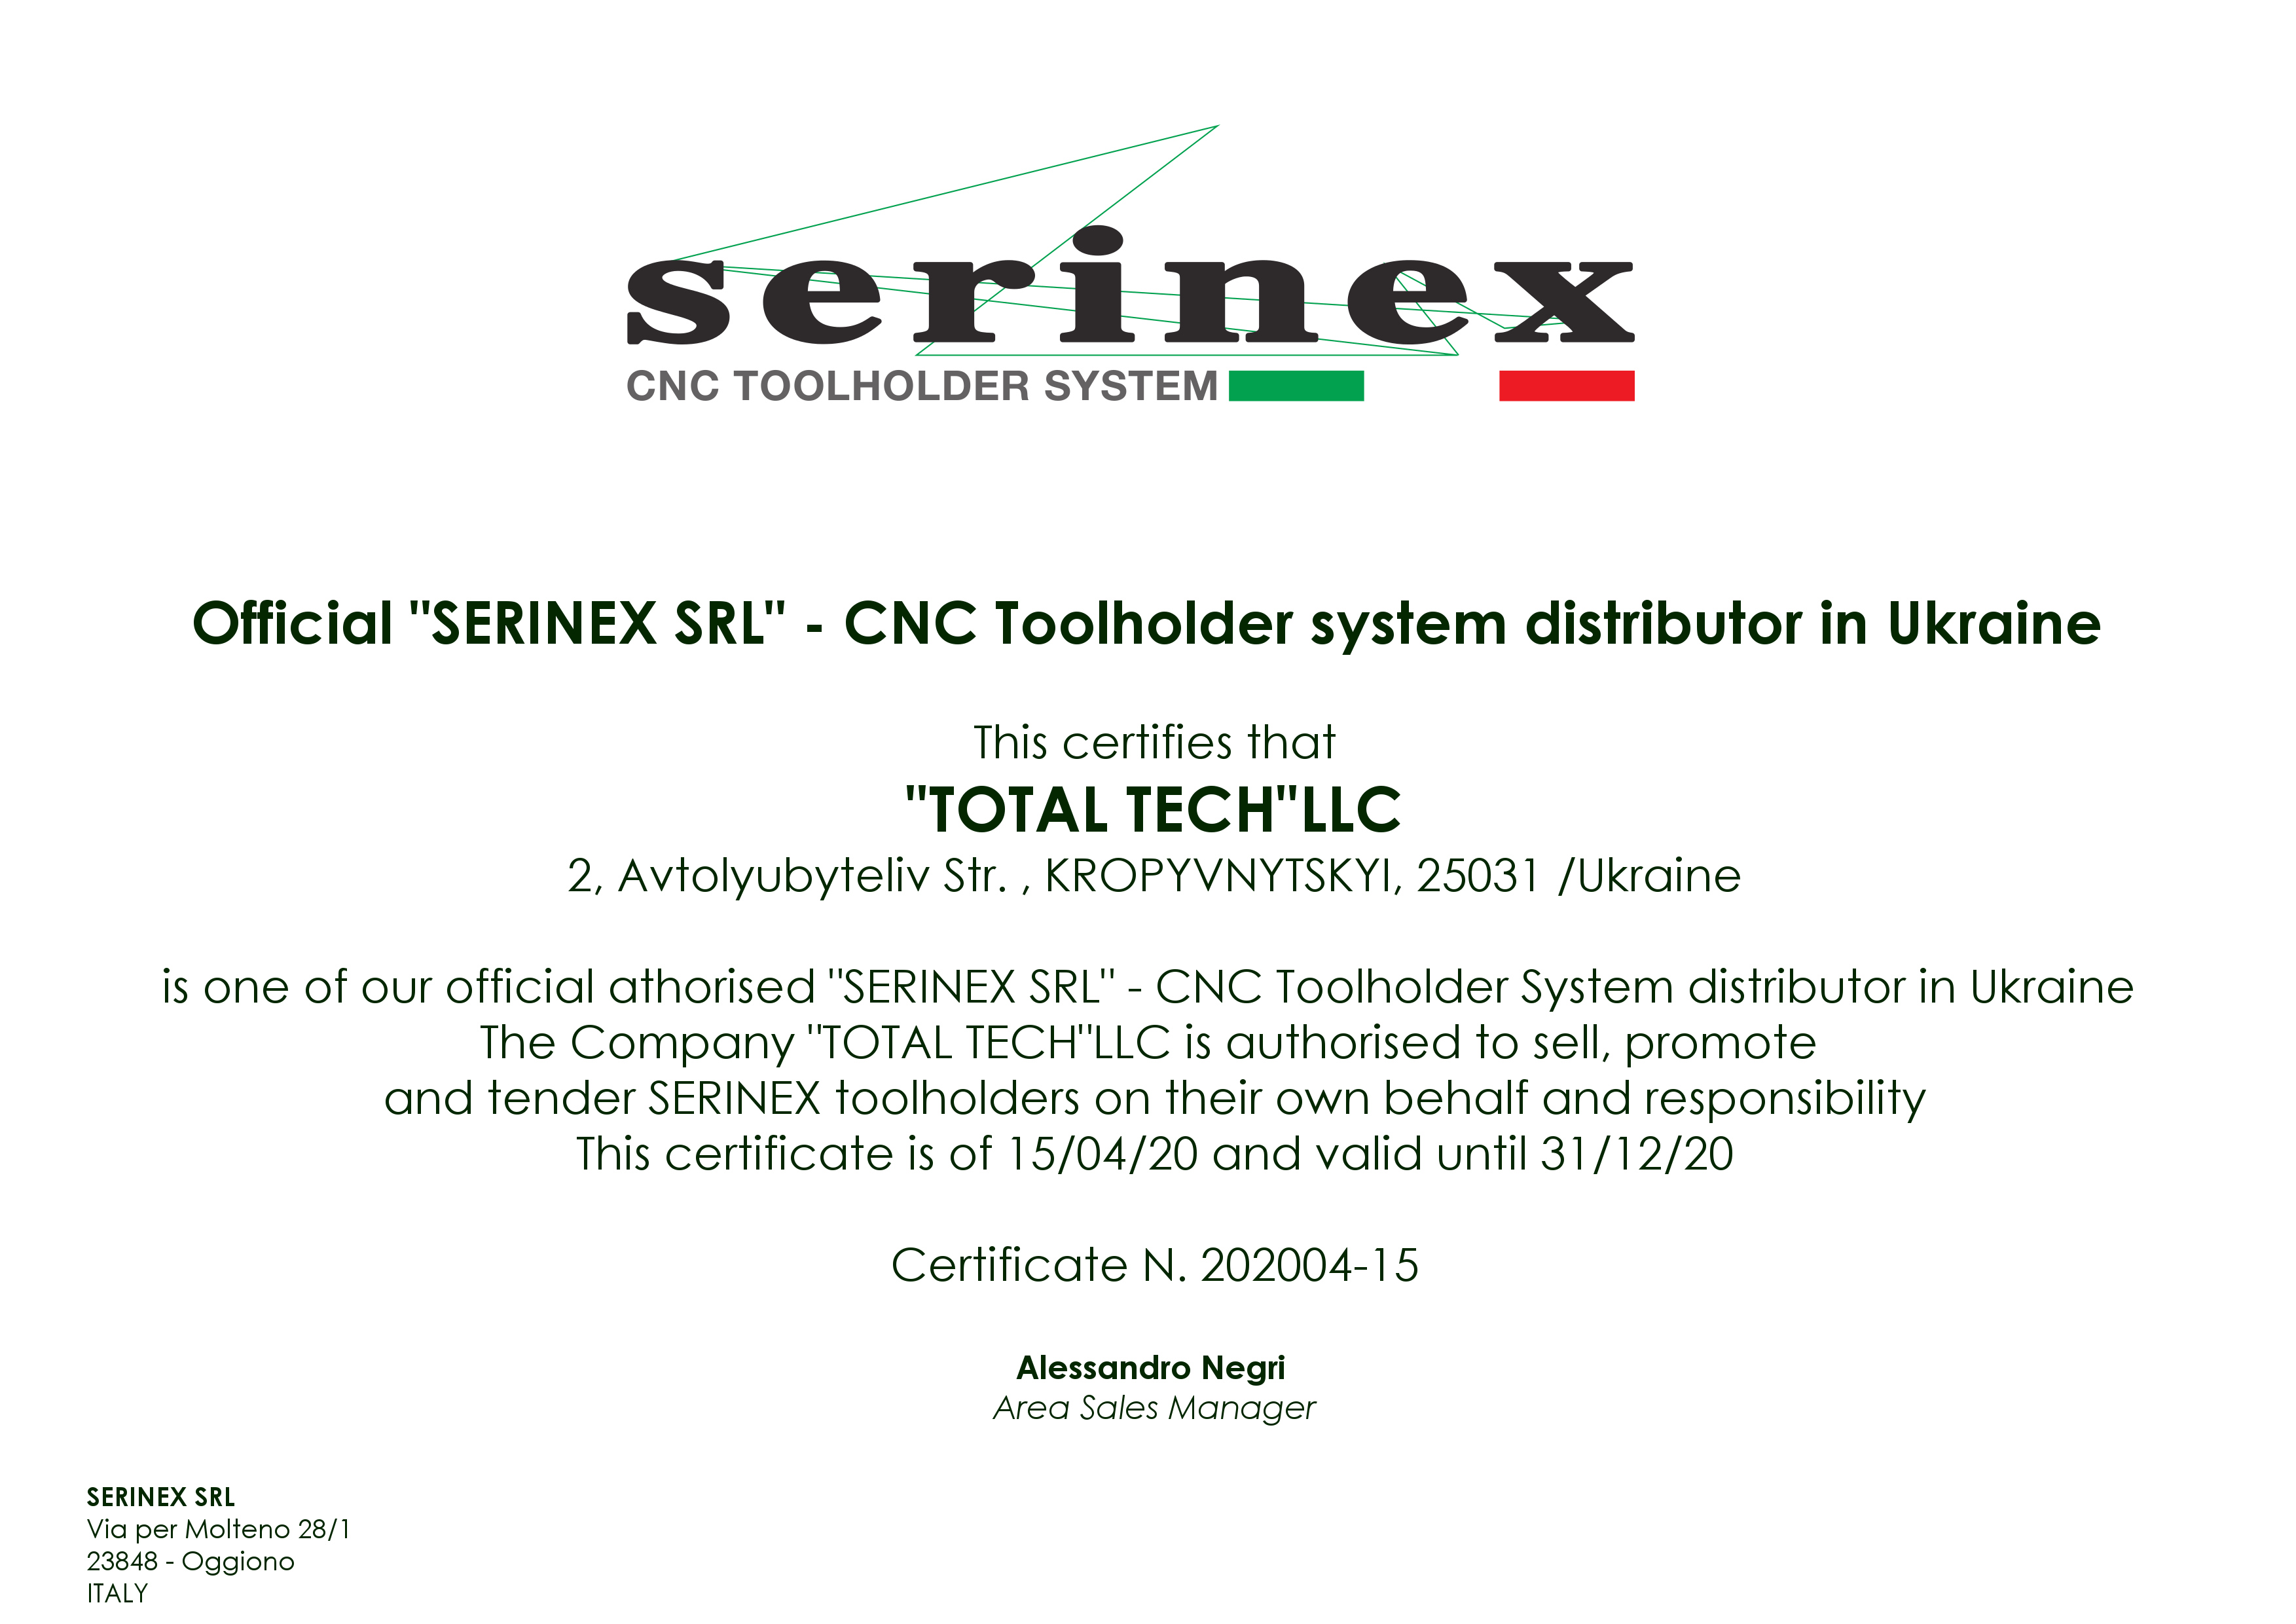 serinex
CNC TOOLHOLDER SYSTEM
Official "SERINEX SRL" - CNC Toolholder system distributor in Ukraine
This certifies that
"TOTAL TECH"LLC
2, Avtolyubyteliv Str. , KROPYVNYTSKYI, 25031 /Ukraine
is one of our official athorised "SERINEX SRL" - CNC Toolholder System distributor in Ukraine
The Company "TOTAL TECH"LLC is authorised to sell, promote
and tender SERINEX toolholders on their own behalf and responsibility
This certificate is of 15/04/20 and valid until 31/12/20
Certificate N. 202004-15
Alessandro Negri
Area Sales Manager
SERINEX SRL
Via per Molteno 28/1
23848 - Oggiono
ITALY